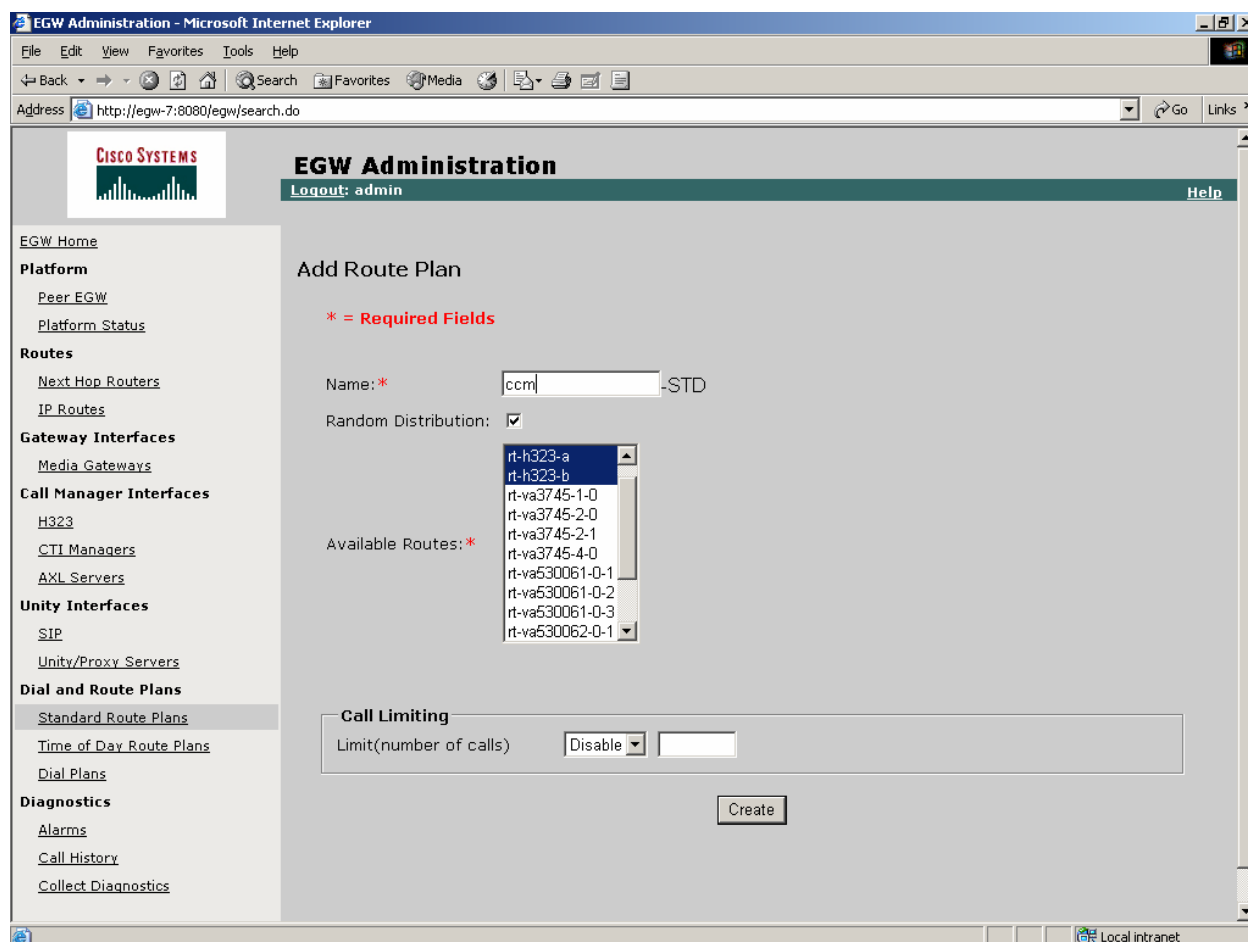 EGW Administration - Microsoft Internet Explorer
File Edit View Favorites Tools Help
Back Search Favorites Media
Address http://egw-7:8080/egw/search.do Go Links
CISCO SYSTEMS
EGW Administration
Logout: admin Help
EGW Home
Platform
Peer EGW
Platform Status
Routes
Next Hop Routers
IP Routes
Gateway Interfaces
Media Gateways
Call Manager Interfaces
H323
CTI Managers
AXL Servers
Unity Interfaces
SIP
Unity/Proxy Servers
Dial and Route Plans
Standard Route Plans
Time of Day Route Plans
Dial Plans
Diagnostics
Alarms
Call History
Collect Diagnostics
Add Route Plan
* = Required Fields
Name:* ccm -STD
Random Distribution:
Available Routes:*
rt-h323-a
rt-h323-b
rt-va3745-1-0
rt-va3745-2-0
rt-va3745-2-1
rt-va3745-4-0
rt-va530061-0-1
rt-va530061-0-2
rt-va530061-0-3
rt-va530062-0-1
Call Limiting
Limit(number of calls) Disable
Create
Local intranet